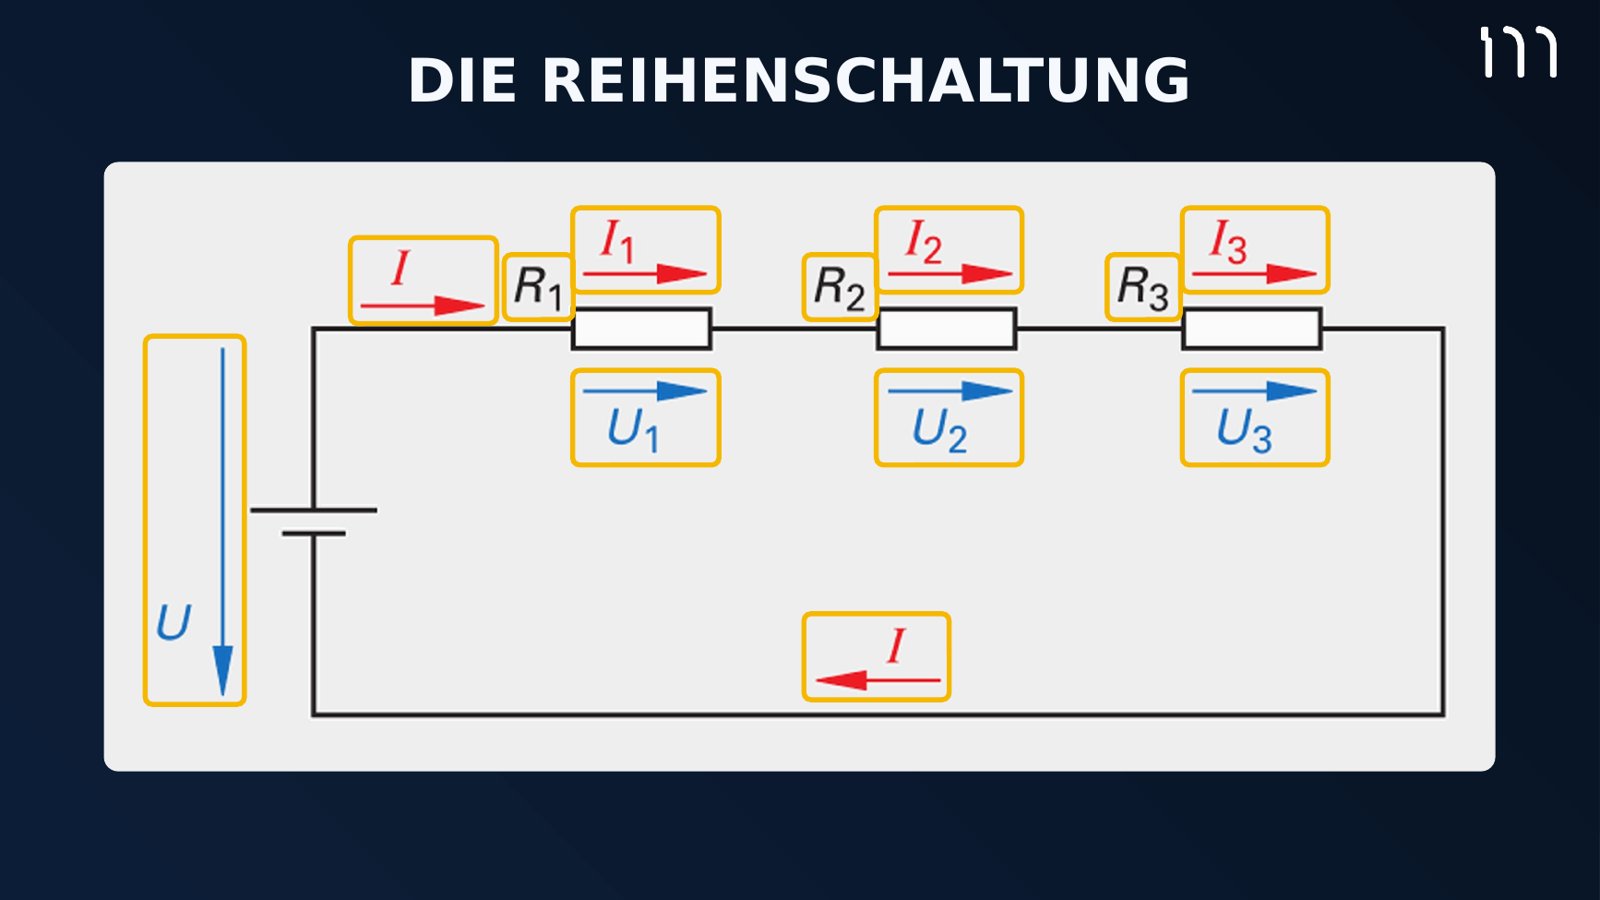 DIE REIHENSCHALTUNG
m
I
R1
I1
R2
I2
R3
I3
U1
U2
U3
U
I